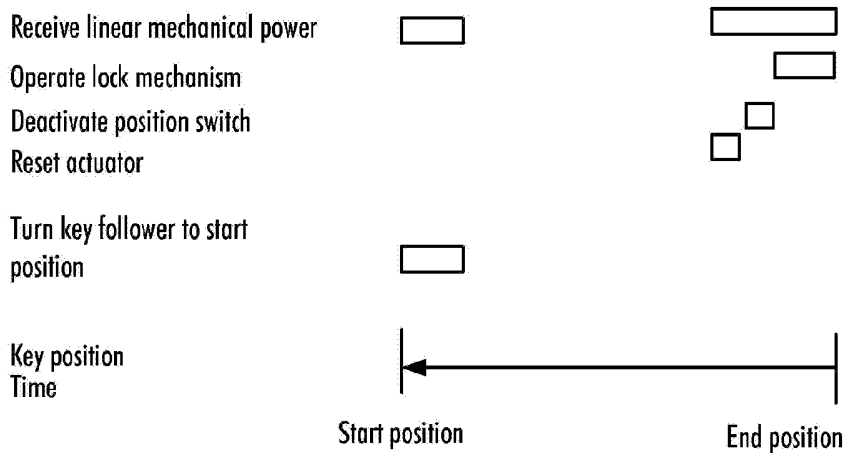 Receive linear mechanical power
Operate lock mechanism
Deactivate position switch
Reset actuator
Turn key follower to start
position
Key position
Time
Start position
End position